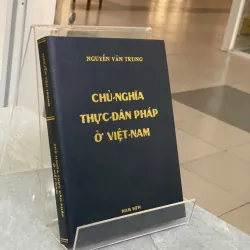 NGUYỄN VĂN TRUNG
CHỦ-NGHĨA
THỰC-DÂN PHÁP
Ở VIỆT-NAM
NAM SƠN